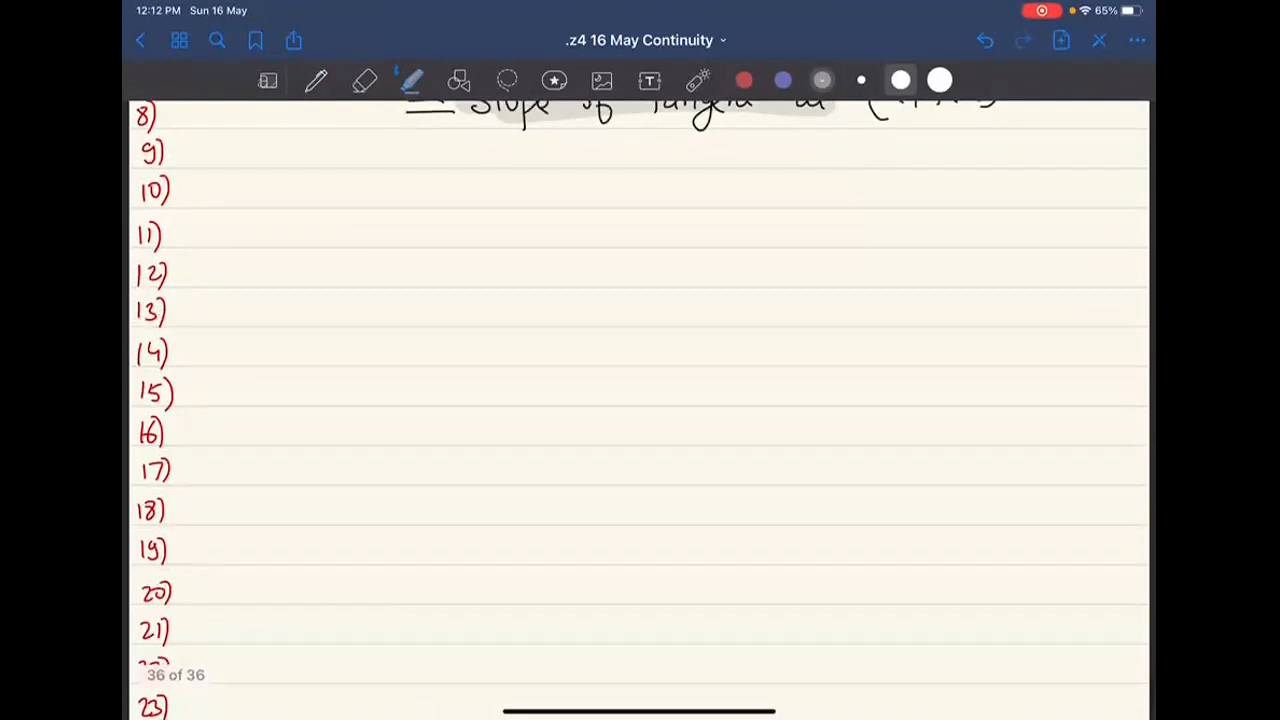 12:12 PM Sun 16 May 65%
.z4 16 May Continuity
T
8) = Slope of Tangent at (
9)
10)
11)
12)
13)
14)
15)
16)
17)
18)
19)
20)
21)
36 of 36
23)